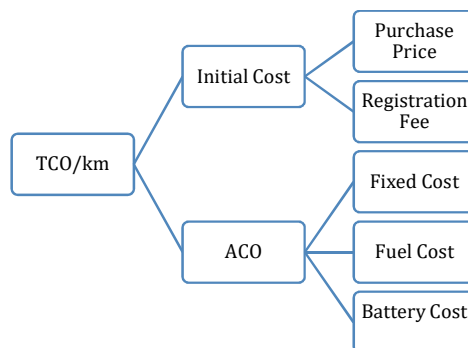 Purchase
Price
Initial Cost
Registration
Fee
TCO/km
Fixed Cost
ACO
Fuel Cost
Battery Cost